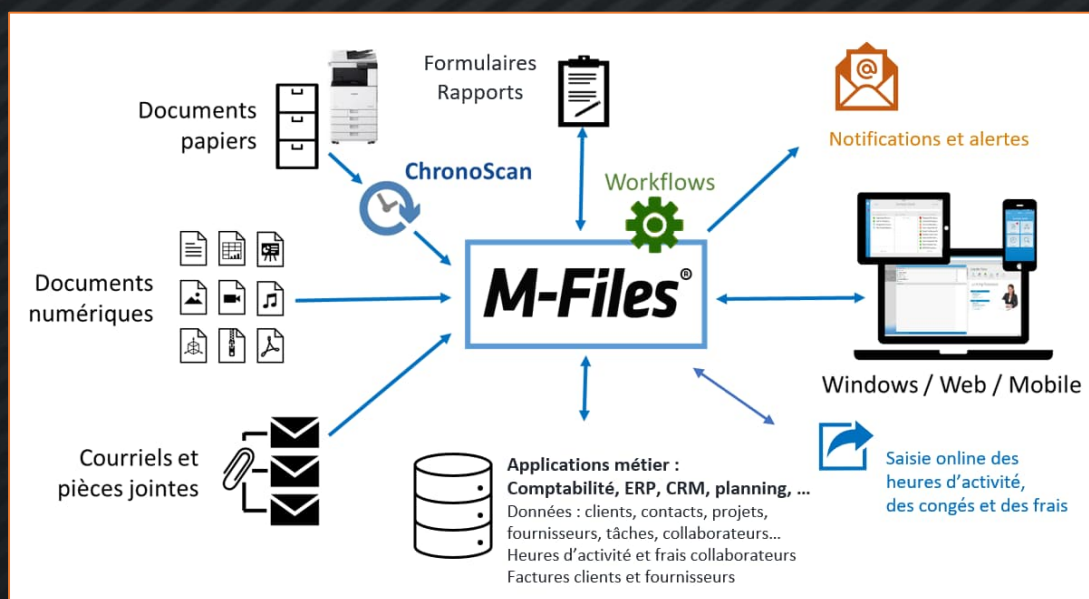 Documents
papiers
ChronoScan
Formulaires
Rapports
Workflows
@
Notifications et alertes
Documents
numériques
M-Files®
Windows / Web / Mobile
Courriels et
pièces jointes
Applications métier :
Comptabilité, ERP, CRM, planning, ...
Données : clients, contacts, projets,
fournisseurs, tâches, collaborateurs...
Heures d'activité et frais collaborateurs
Factures clients et fournisseurs
Saisie online des
heures d'activité,
des congés et des frais